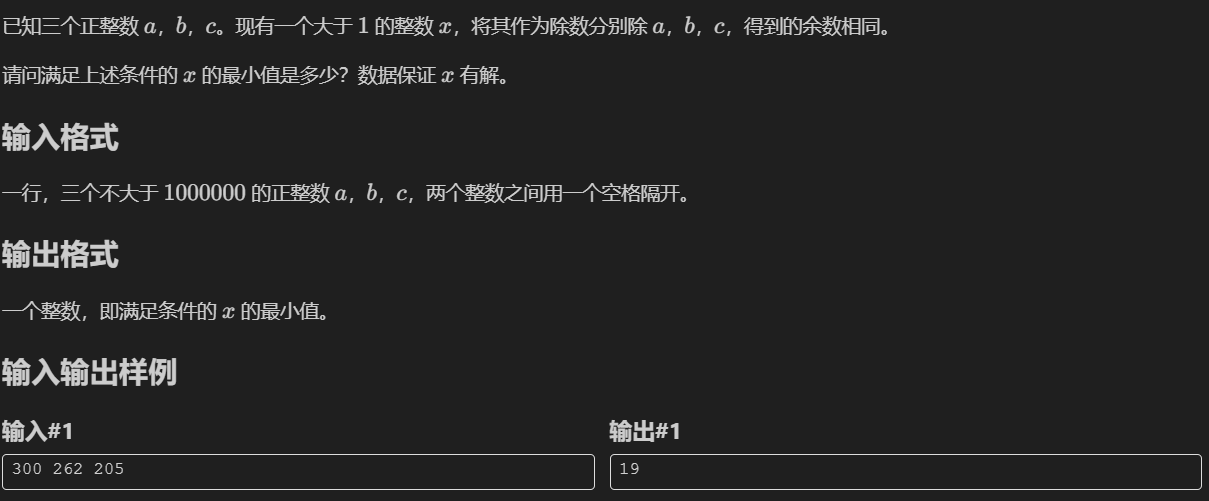 已知三个正整数 a，b，c。现有一个大于 1 的整数 x，将其作为除数分别除 a，b，c，得到的余数相同。
请问满足上述条件的 x 的最小值是多少？数据保证 x 有解。
输入格式
一行，三个不大于 1000000 的正整数 a，b，c，两个整数之间用一个空格隔开。
输出格式
一个整数，即满足条件的 x 的最小值。
输入输出样例
输入#1
300 262 205
输出#1
19